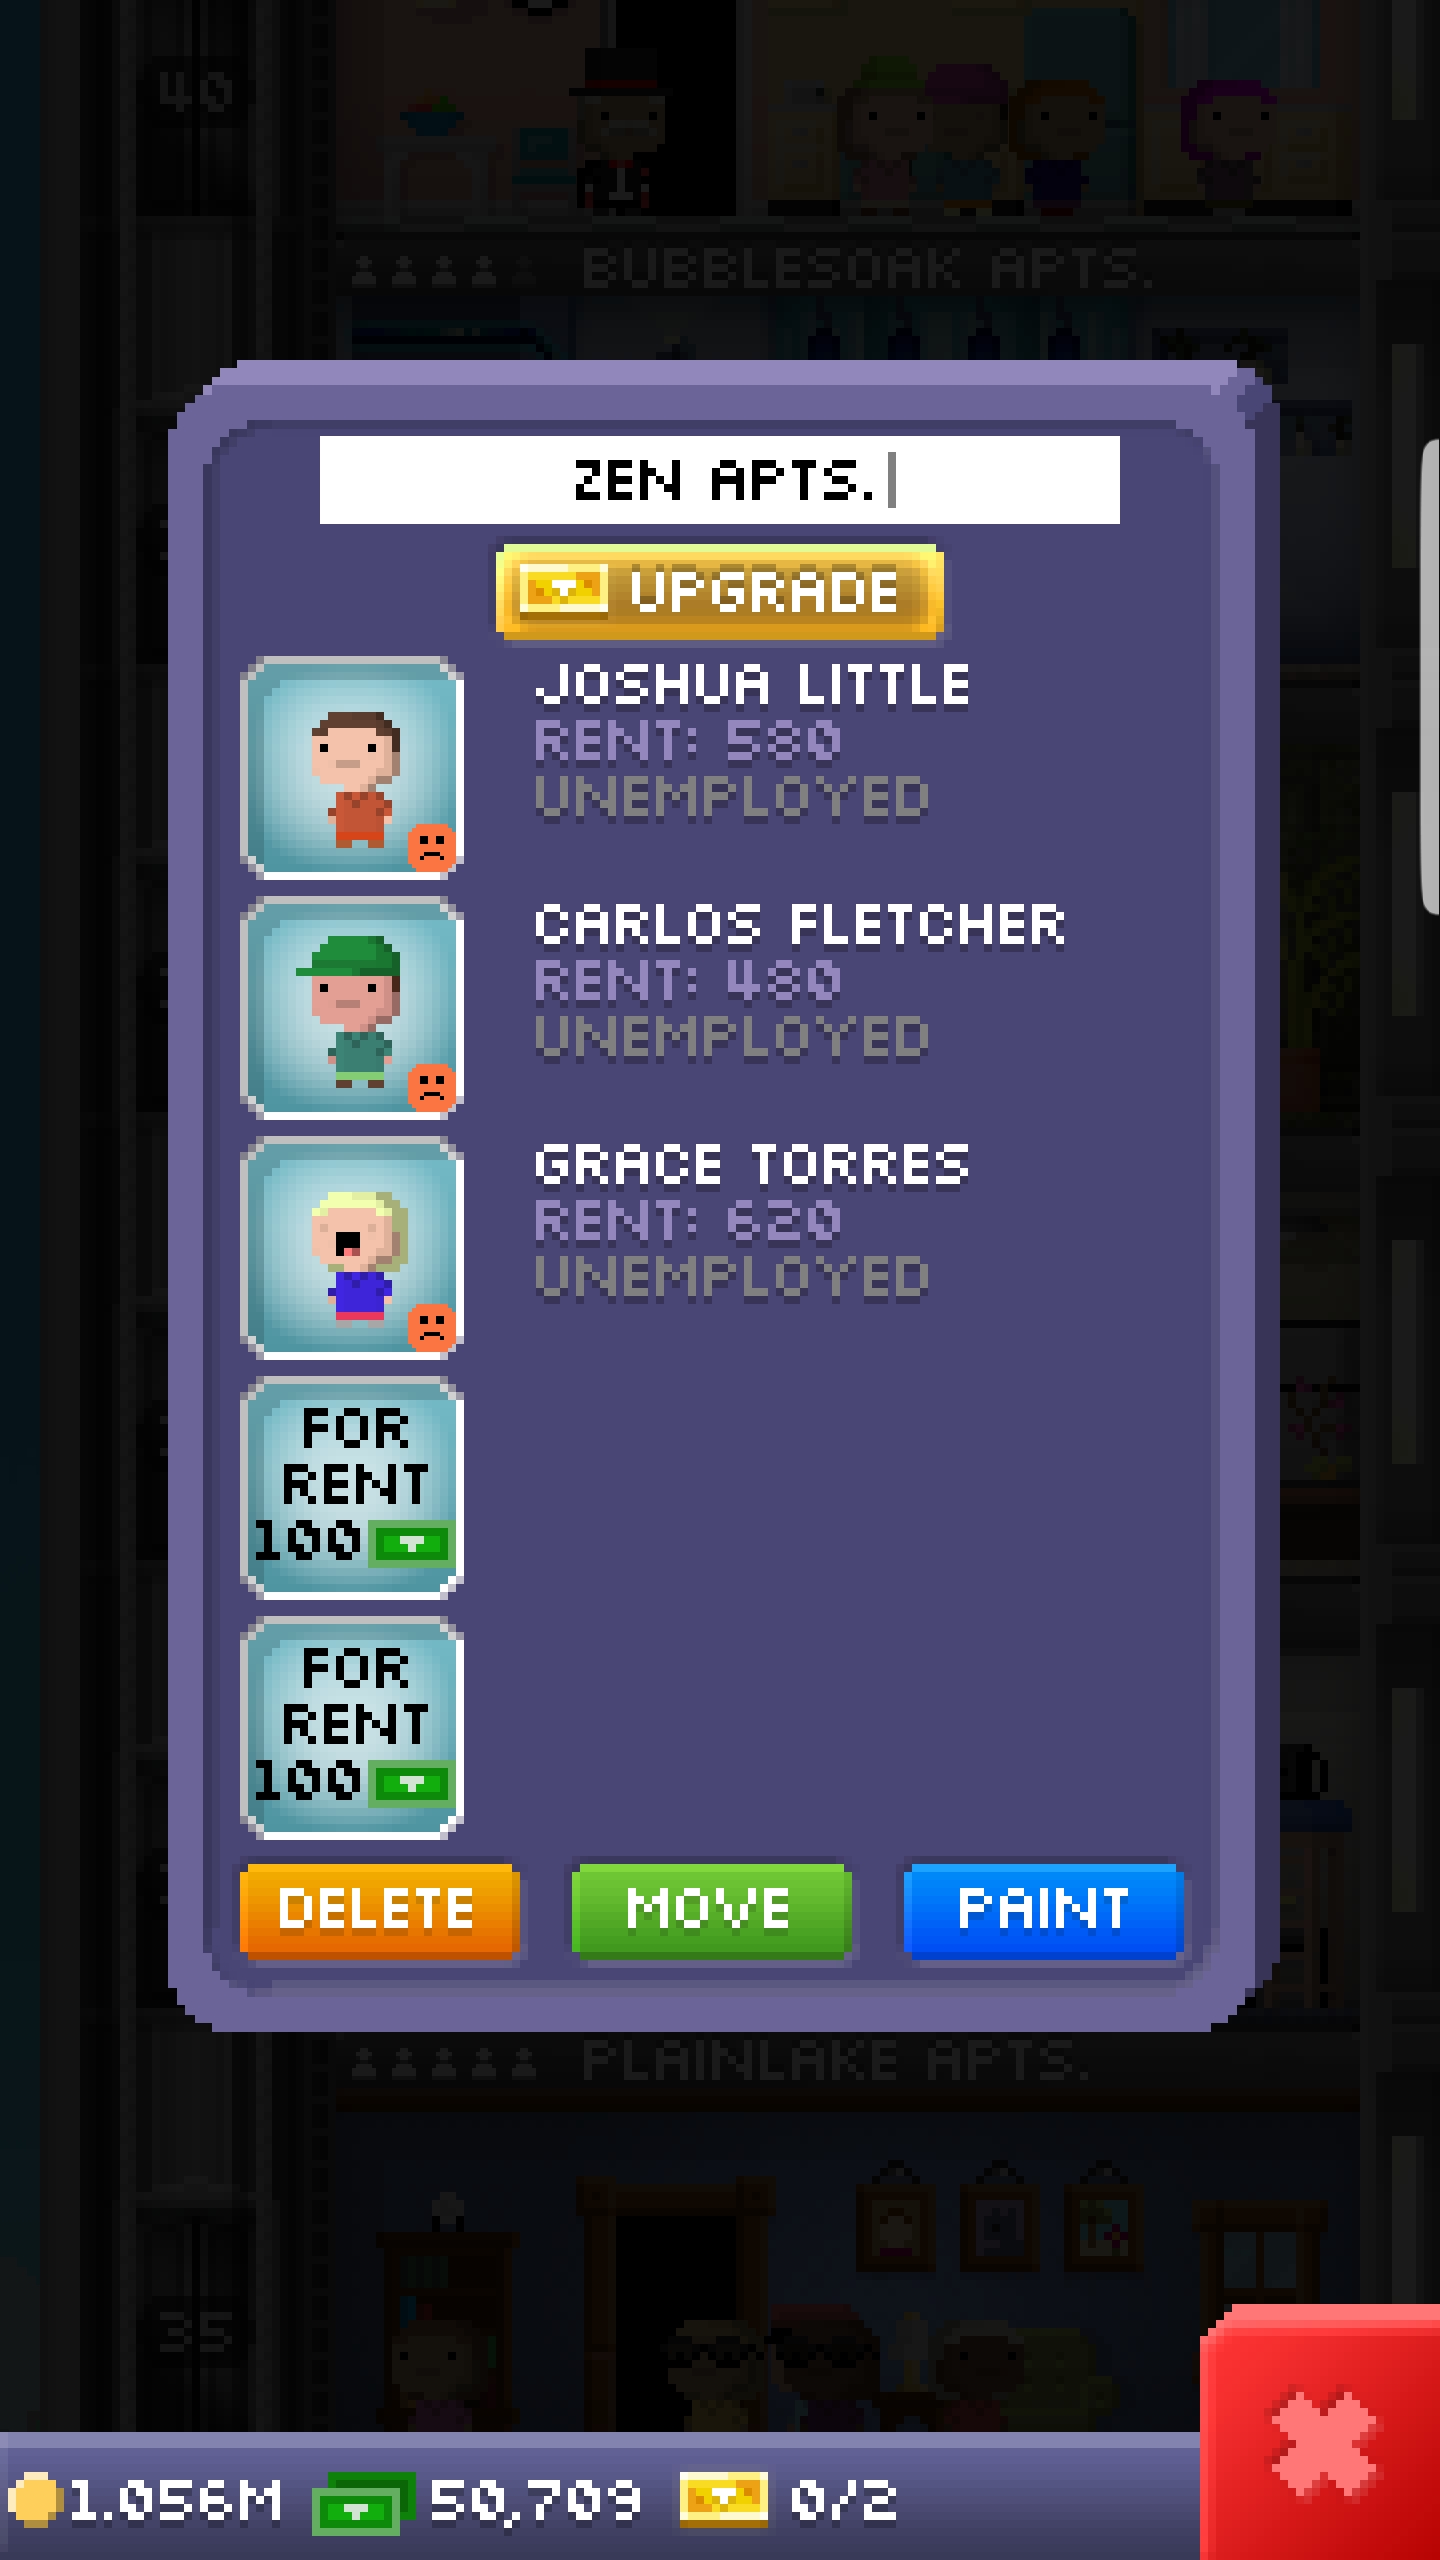 40
BUBBLESOAK APTS.
ZEN APTS.
UPGRADE
JOSHUA LITTLE
RENT: 580
UNEMPLOYED
CARLOS FLETCHER
RENT: 480
UNEMPLOYED
GRACE TORRES
RENT: 620
UNEMPLOYED
FOR
RENT
100
FOR
RENT
100
DELETE MOVE PAINT
PLAINLAKE APTS.
35
1.056M 50,709 0/2